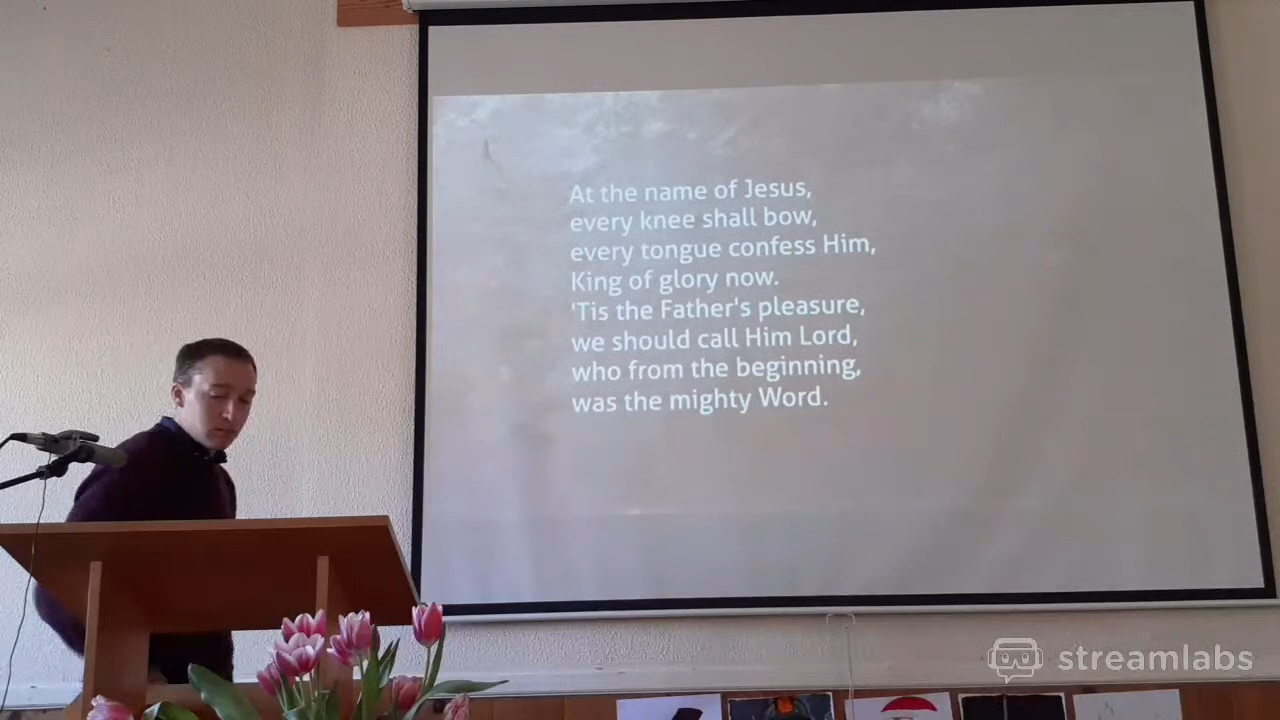 At the name of Jesus,
every knee shall bow,
every tongue confess Him,
King of glory now.
'Tis the Father's pleasure,
we should call Him Lord,
who from the beginning,
was the mighty Word.
streamlabs